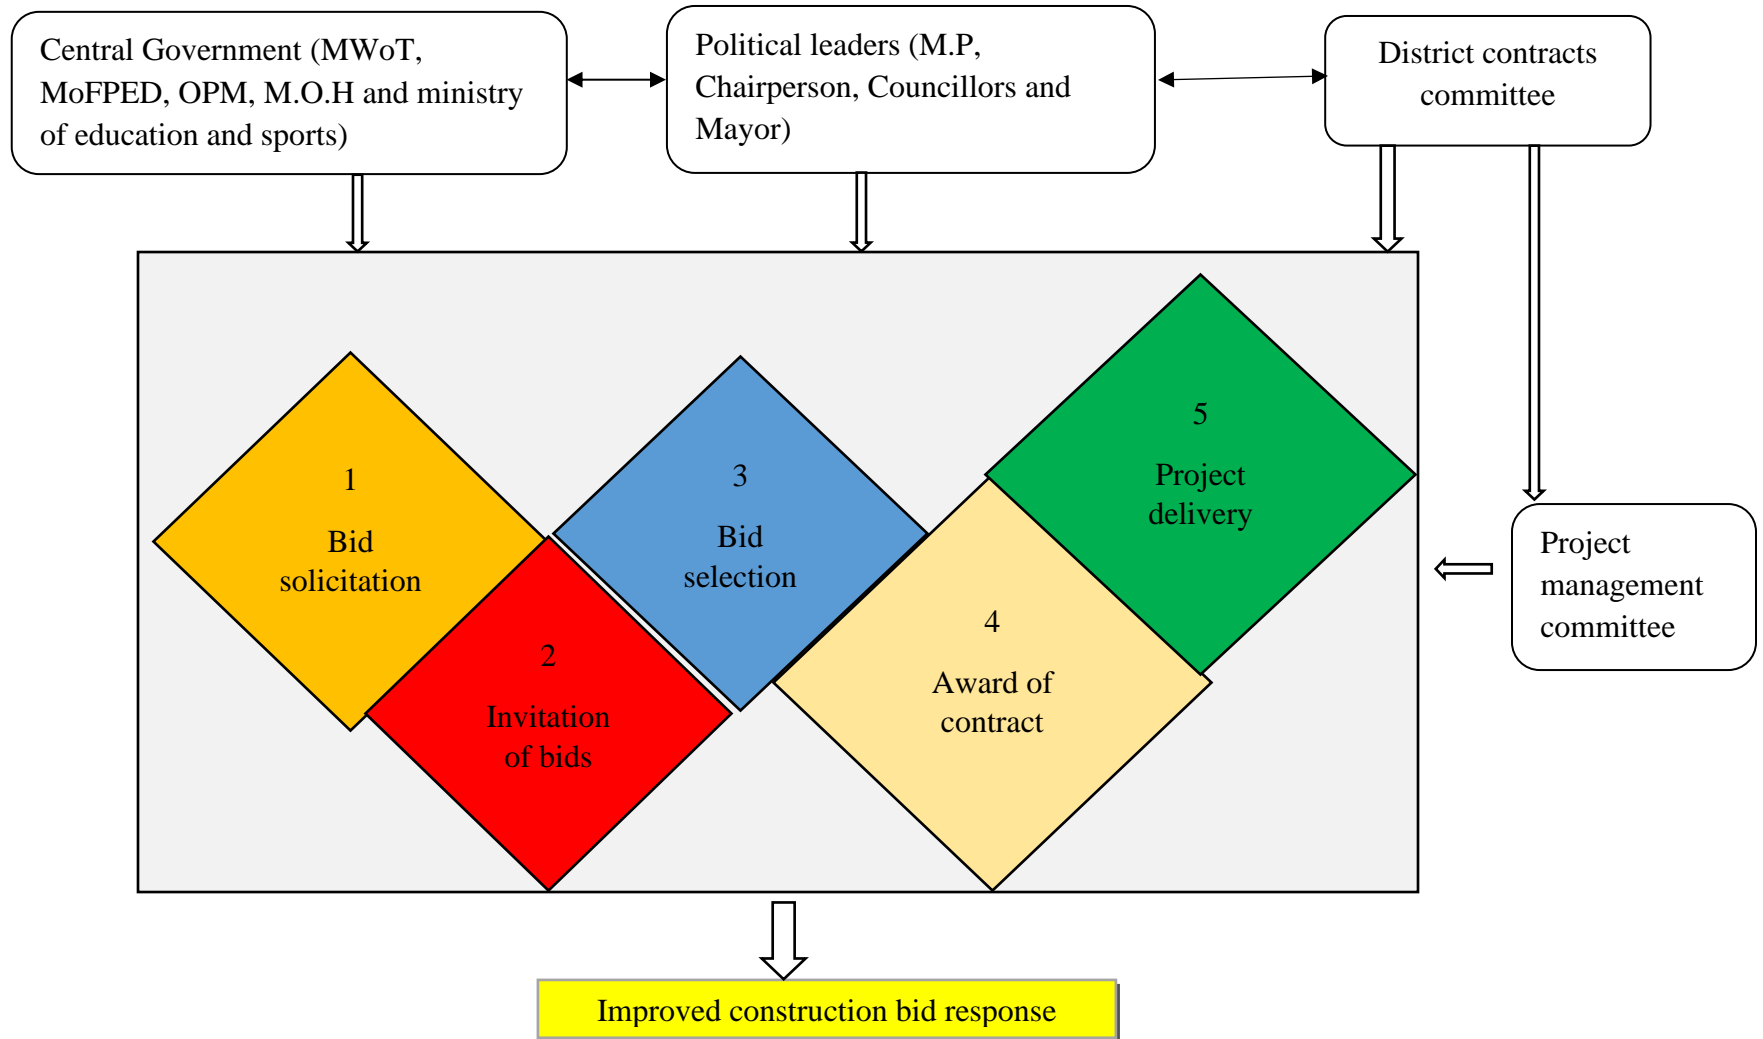 Central Government (MWoT,
MoFPED, OPM, M.O.H and ministry
of education and sports)
Political leaders (M.P,
Chairperson, Councillors and
Mayor)
District contracts
committee
1
Bid
solicitation
2
Invitation
of bids
3
Bid
selection
4
Award of
contract
5
Project
delivery
Project
management
committee
Improved construction bid response